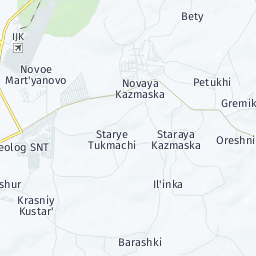 Bety
IJK
Novoe
Mart'yanovo
Novaya
Kazmaska
Petukhi
Gremik
Starye
Tukmachi
Staraya
Kazmaska
Oreshni
eolog SNT
Il'inka
shur
Krasniy
Kustar'
Barashki